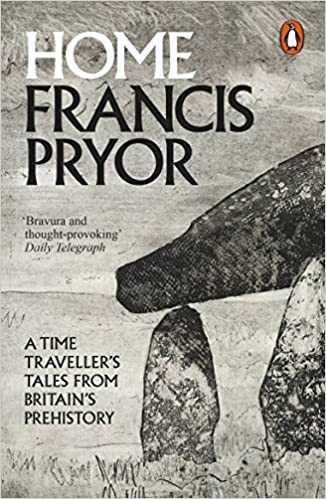 HOME
FRANCIS
PRYOR
‘Bravura and
thought-provoking’
Daily Telegraph
A TIME
TRAVELLER’S
TALES FROM
BRITAIN’S
PREHISTORY